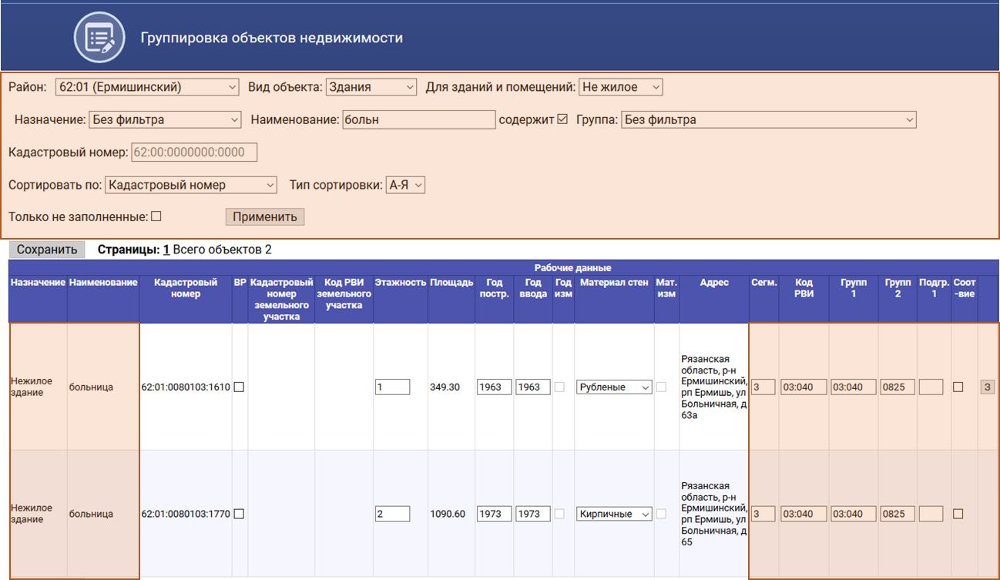 Группировка объектов недвижимости
Район: 62:01 (Ермишинский) Вид объекта: Здания Для зданий и помещений: Не жилое
Назначение: Без фильтра Наименование: больн содержит Группа: Без фильтра
Кадастровый номер: 62:00:0000000:0000
Сортировать по: Кадастровый номер Тип сортировки: А-Я
Только не заполненные: Применить
Сохранить Страницы: 1 Всего объектов 2
Рабочие данные
Назначение Наименование Кадастровый ВР Кадастровый Код РВИ Этажность Площадь Год Год Год Материал стен Мат. Адрес Сегм. Код Групп Групп Подгр. Соот
номер номер земельного постр. ввода изм изм РВИ 1 2 1 -вие
земельного участка
участка
Рязанская
область, р-н
Нежилое Ермишинский,
здание больница 62:01:0080103:1610 1 349.30 1963 1963 Рубленые рп Ермишь, ул 3 03:040 03:040 0825 З
Больничная, д
63а
Рязанская
область, р-н
Нежилое Ермишинский,
здание больница 62:01:0080103:1770 2 1090.60 1973 1973 Кирпичные рп Ермишь, ул 3 03:040 03:040 0825
Больничная, д
65